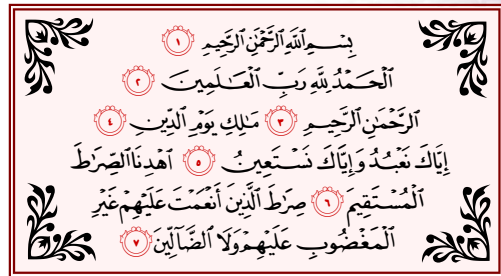 بِسْمِ ٱللَّهِ ٱلرَّحْمَٰنِ ٱلرَّحِيمِ ١
ٱلْحَمْدُ لِلَّهِ رَبِّ ٱلْعَـٰلَمِينَ ٢
ٱلرَّحْمَٰنِ ٱلرَّحِيمِ ٣ مَـٰلِكِ يَوْمِ ٱلدِّينِ ٤
إِيَّاكَ نَعْبُدُ وَإِيَّاكَ نَسْتَعِينُ ٥ ٱهْدِنَا ٱلصِّرَٰطَ
ٱلْمُسْتَقِيمَ ٦ صِرَٰطَ ٱلَّذِينَ أَنْعَمْتَ عَلَيْهِمْ غَيْرِ
ٱلْمَغْضُوبِ عَلَيْهِمْ وَلَا ٱلضَّآلِّينَ ٧